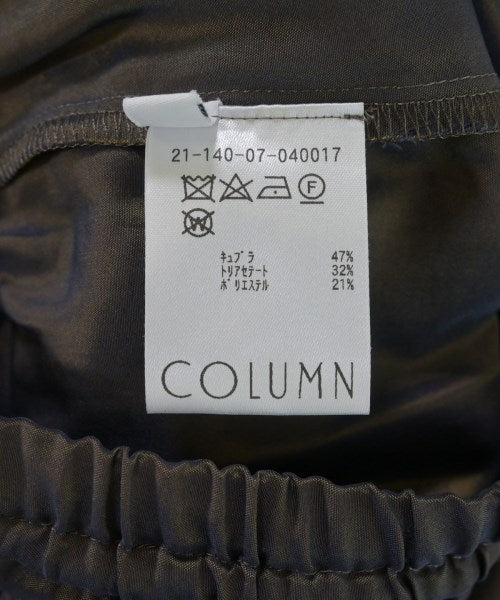 21-140-07-040017
F
W
キュプラ 47%
トリアセテート 32%
ポリエステル 21%
COLUMN